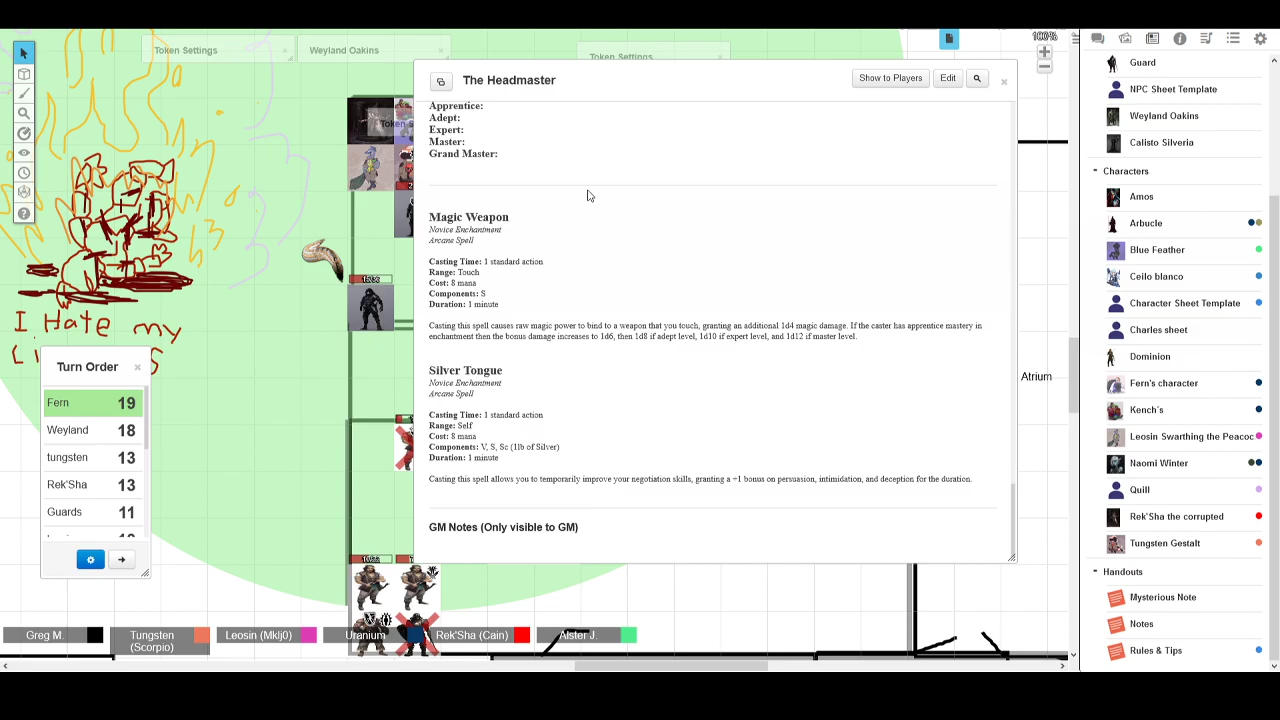 Token Settings
Weyland Oakins
Token Settings
100%
The Headmaster
Show to Players
Edit
Apprentice:
Adept:
Expert:
Master:
Grand Master:
Magic Weapon
Novice Enchantment
Arcane Spell
Casting Time: 1 standard action
Range: Touch
Cost: 8 mana
Components: S
Duration: 1 minute
Casting this spell causes raw magic power to bind to a weapon that you touch, granting an additional 1d4 magic damage. If the caster has apprentice mastery in
enchantment then the bonus damage increases to 1d6, then 1d8 if adept level, 1d10 if expert level, and 1d12 if master level.
Silver Tongue
Novice Enchantment
Arcane Spell
Casting Time: 1 standard action
Range: Self
Cost: 8 mana
Components: V, S, Sc (1lb of Silver)
Duration: 1 minute
Casting this spell allows you to temporarily improve your negotiation skills, granting a +1 bonus on persuasion, intimidation, and deception for the duration.
GM Notes (Only visible to GM)
I Hate my
Turn Order
Fern 19
Weyland 18
tungsten 13
Rek'Sha 13
Guards 11
Atrium
Greg M.
Tungsten
(Scorpio)
Leosin (Mklj0)
Uranium
Rek'Sha (Cain)
Alster J.
Guard
NPC Sheet Template
Weyland Oakins
Calisto Silveria
Characters
Amos
Arbucle
Blue Feather
Ceilo blanco
Character Sheet Template
Charles sheet
Dominion
Fern's character
Kench's
Leosin Swarthing the Peacoc
Naomi Winter
Quill
Rek'Sha the corrupted
Tungsten Gestalt
Handouts
Mysterious Note
Notes
Rules & Tips